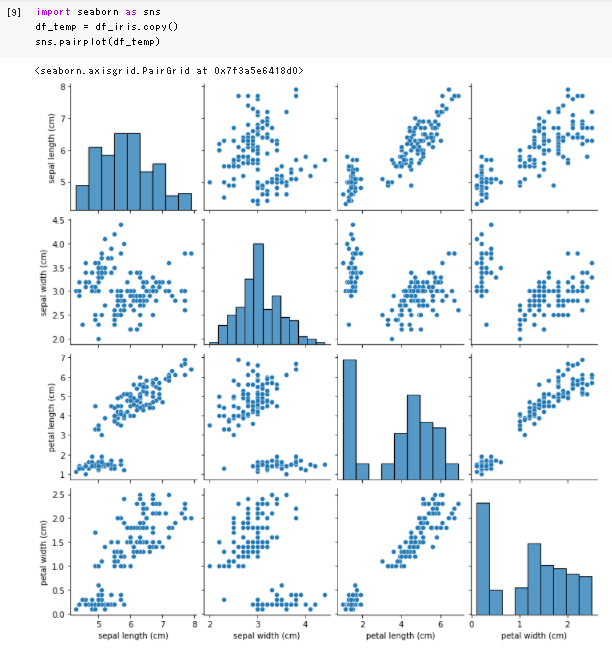 [9] import seaborn as sns
df_temp = df_iris.copy()
sns.pairplot(df_temp)
<seaborn.axisgrid.PairGrid at 0x7f3a5e6418d0>
8
7
6
5
sepal length (cm)
4.5
4.0
3.5
3.0
2.5
2.0
sepal width (cm)
7
6
5
4
3
2
1
petal length (cm)
2.5
2.0
1.5
1.0
0.5
0.0
petal width (cm)
5 6 7 8 2 3 4 2 4 6 0 1 2
sepal length (cm) sepal width (cm) petal length (cm) petal width (cm)